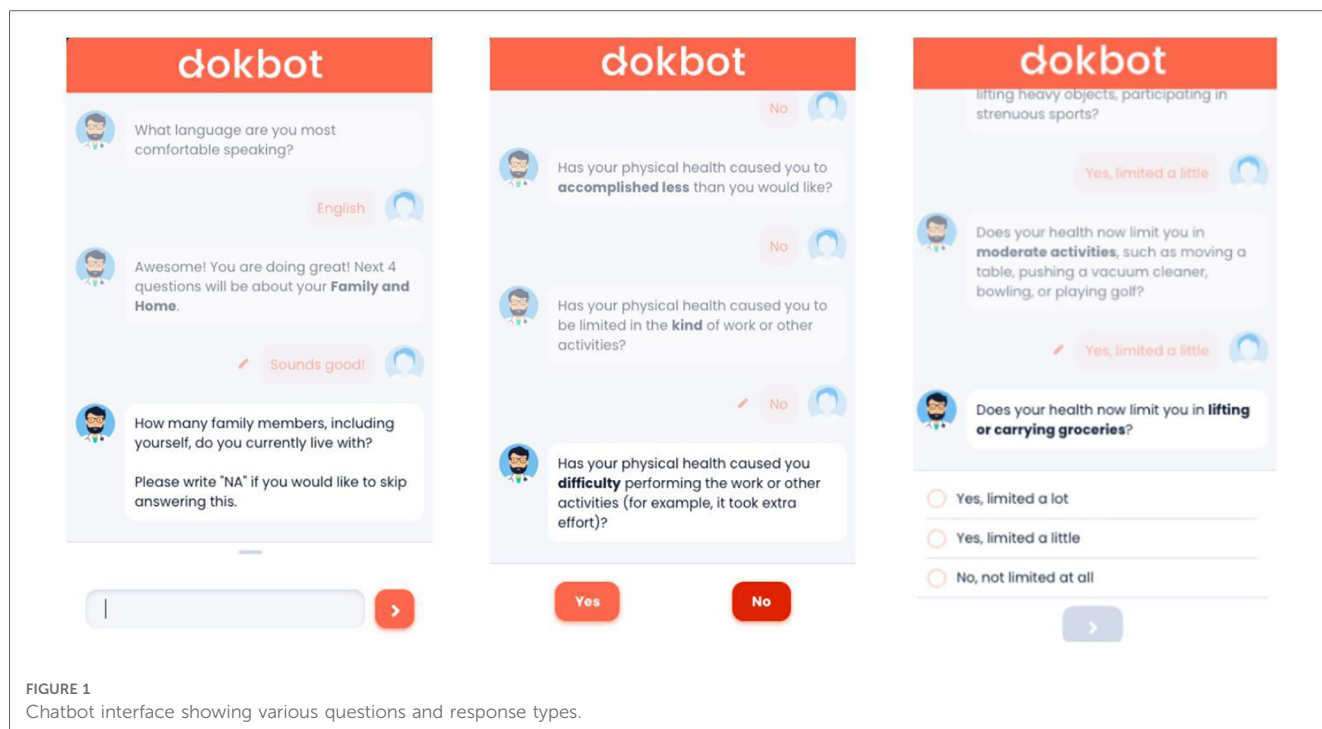 dokbot
What language are you most
comfortable speaking?
English
Awesome! You are doing great! Next 4
questions will be about your Family and
Home.
Sounds good!
How many family members, including
yourself, do you currently live with?
Please write "NA" if you would like to skip
answering this.
dokbot
No
Has your physical health caused you to
accomplished less than you would like?
No
Has your physical health caused you to
be limited in the kind of work or other
activities?
No
Has your physical health caused you
difficulty performing the work or other
activities (for example, it took extra
effort)?
Yes
No
dokbot
lifting heavy objects, participating in
strenuous sports?
Yes, limited a little
Does your health now limit you in
moderate activities, such as moving a
table, pushing a vacuum cleaner,
bowling, or playing golf?
Yes, limited a little
Does your health now limit you in lifting
or carrying groceries?
Yes, limited a lot
Yes, limited a little
No, not limited at all
FIGURE 1
Chatbot interface showing various questions and response types.